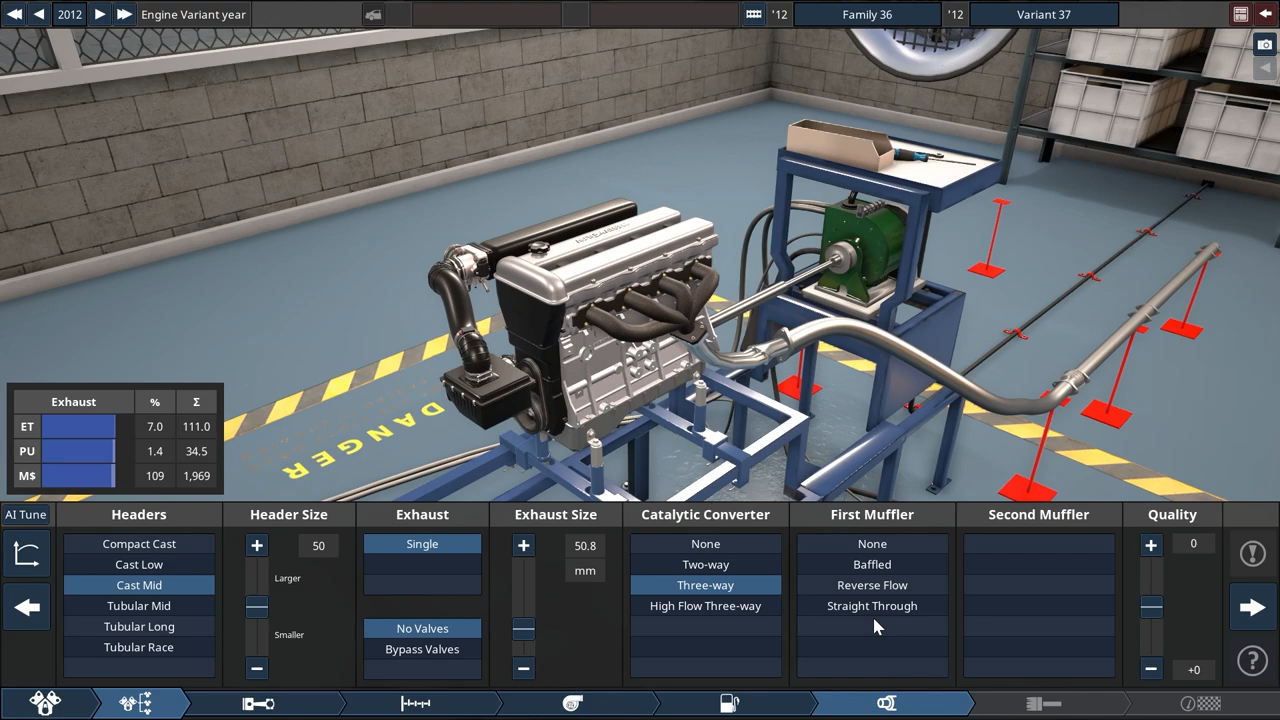 2012
Engine Variant year
'12
Family 36
'12
Variant 37
DANGER
Exhaust % Σ
ET 7.0 111.0
PU 1.4 34.5
M$ 109 1,969
AI Tune
Headers
Compact Cast
Cast Low
Cast Mid
Tubular Mid
Tubular Long
Tubular Race
Header Size
+ 50
Larger
Smaller
−
Exhaust
Single
No Valves
Bypass Valves
Exhaust Size
+ 50.8
mm
−
Catalytic Converter
None
Two-way
Three-way
High Flow Three-way
First Muffler
None
Baffled
Reverse Flow
Straight Through
Second Muffler
Quality
+ 0
− +0